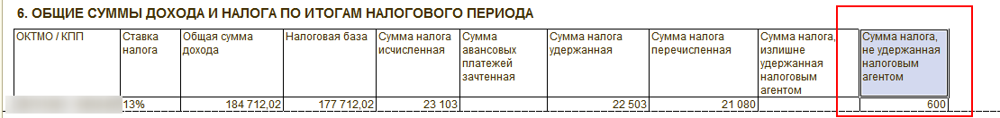 6. ОБЩИЕ СУММЫ ДОХОДА И НАЛОГА ПО ИТОГАМ НАЛОГОВОГО ПЕРИОДА
ОКТМО / КПП
Ставка
налога
Общая сумма
дохода
Налоговая база
Сумма налога
исчисленная
Сумма
авансовых
платежей
зачтенная
Сумма налога
удержанная
Сумма налога
перечисленная
Сумма налога,
излишне
удержанная
налоговым
агентом
Сумма налога,
не удержанная
налоговым
агентом
13%
184 712,02
177 712,02
23 103
22 503
21 080
600